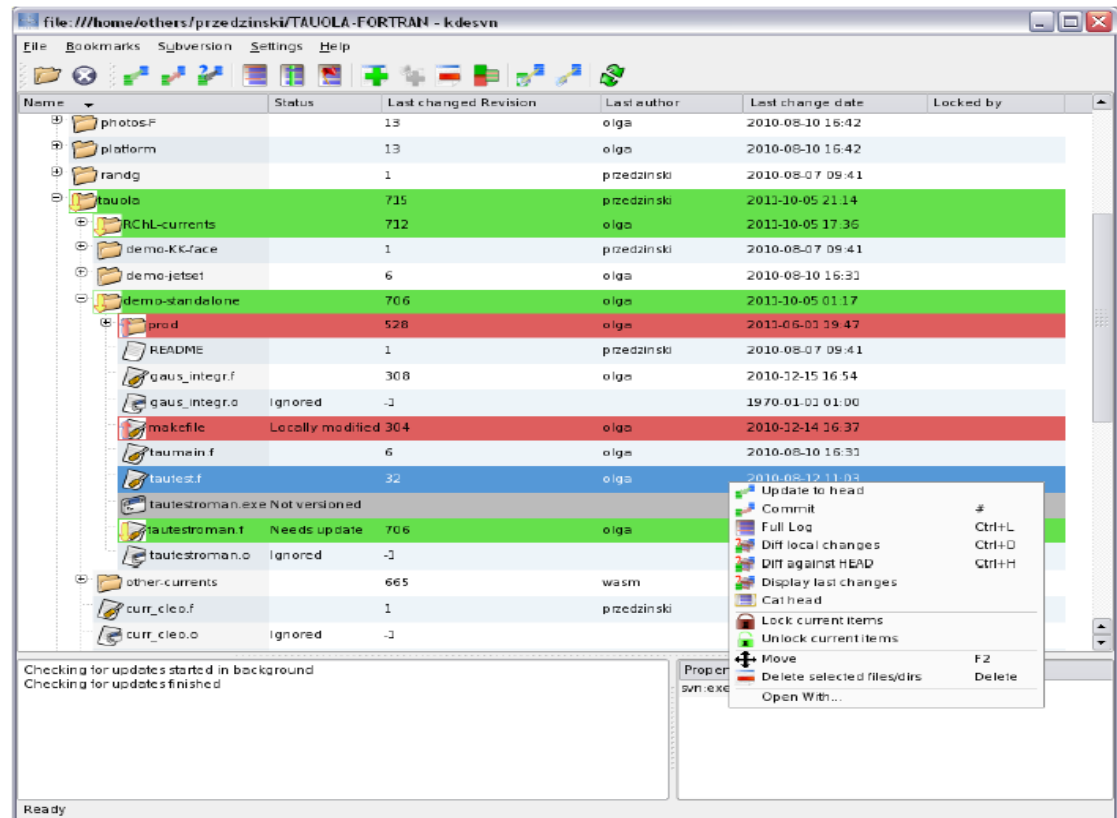 file:///home/others/przedzinski/TAUOLA-FORTRAN - kdesvn
File Bookmarks Subversion Settings Help
Name Status Last changed Revision Last author Last change date Locked by
photos-F 13 olga 2010-08-10 16:42
platform 13 olga 2010-08-10 16:42
randg 1 przedzinski 2010-08-07 09:41
tauola 715 przedzinski 2011-10-05 21:14
RChL-currents 712 olga 2011-10-05 17:36
demo-KK-face 1 przedzinski 2010-08-07 09:41
demo-jetset 6 olga 2010-08-10 16:31
demo-standalone 706 olga 2011-10-05 01:17
prod 528 olga 2011-06-01 19:47
README 1 przedzinski 2010-08-07 09:41
gaus_integr.f 308 olga 2010-12-15 16:54
gaus_integr.o Ignored -1 1970-01-01 01:00
makefile Locally modified 304 olga 2010-12-14 16:37
taumain.f 6 olga 2010-08-10 16:31
tautest.f 32 olga 2010-08-12 11:03
tautestroman.exe Not versioned
tautestroman.f Needs update 706 olga
tautestroman.o Ignored -1
other-currents 665 wasm
curr_cleo.f 1 przedzinski
curr_cleo.o Ignored -1
Update to head
Commit #
Full Log Ctrl+L
Diff local changes Ctrl+D
Diff against HEAD Ctrl+H
Display last changes
Cat head
Lock current items
Unlock current items
Move F2
Delete selected files/dirs Delete
Open With...
Checking for updates started in background
Checking for updates finished
Proper
svn:exe
Ready